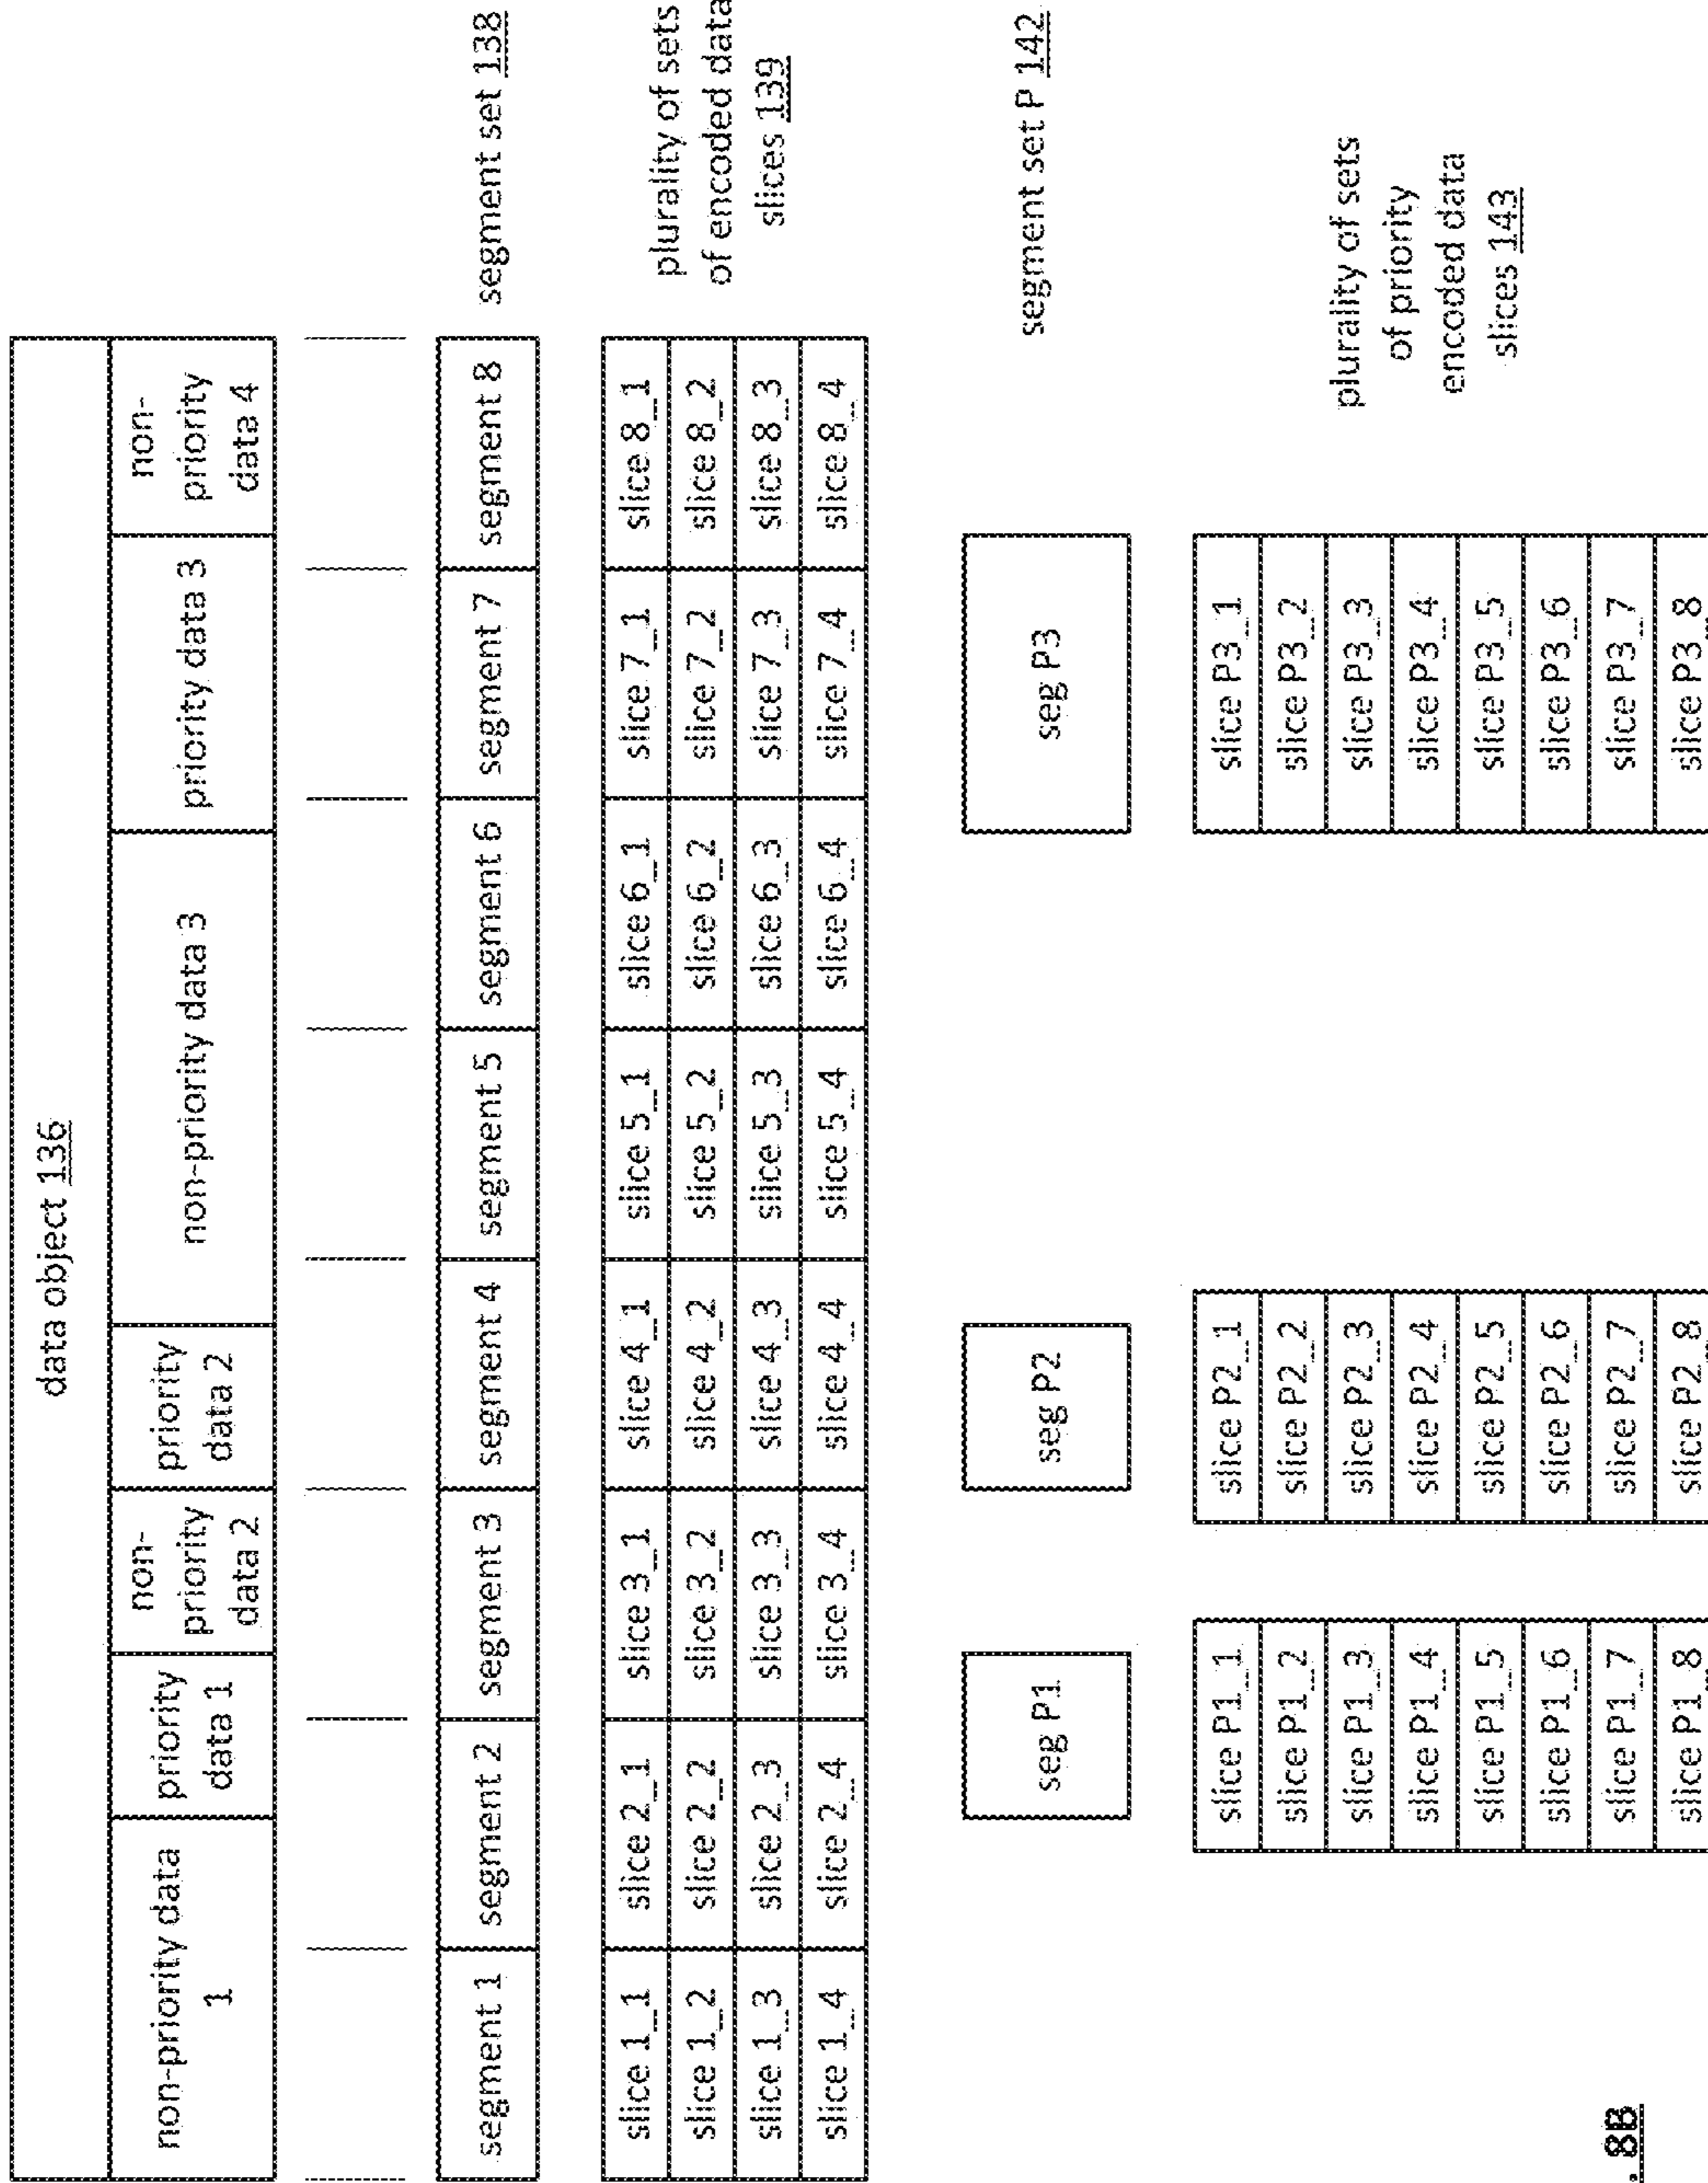 data object 136
non-priority data
1
priority
data 1
non-
priority
data 2
priority
data 2
non-priority data 3
priority data 3
non-
priority
data 4
segment 1
segment 2
segment 3
segment 4
segment 5
segment 6
segment 7
segment 8
segment set 138
slice 1_1
slice 2_1
slice 3_1
slice 4_1
slice 5_1
slice 6_1
slice 7_1
slice 8_1
slice 1_2
slice 2_2
slice 3_2
slice 4_2
slice 5_2
slice 6_2
slice 7_2
slice 8_2
slice 1_3
slice 2_3
slice 3_3
slice 4_3
slice 5_3
slice 6_3
slice 7_3
slice 8_3
slice 1_4
slice 2_4
slice 3_4
slice 4_4
slice 5_4
slice 6_4
slice 7_4
slice 8_4
plurality of sets
of encoded data
slices 139
seg P1
seg P2
seg P3
segment set P 142
slice P1_1
slice P2_1
slice P3_1
slice P1_2
slice P2_2
slice P3_2
slice P1_3
slice P2_3
slice P3_3
slice P1_4
slice P2_4
slice P3_4
slice P1_5
slice P2_5
slice P3_5
slice P1_6
slice P2_6
slice P3_6
slice P1_7
slice P2_7
slice P3_7
slice P1_8
slice P2_8
slice P3_8
plurality of sets
of priority
encoded data
slices 143
. 8B